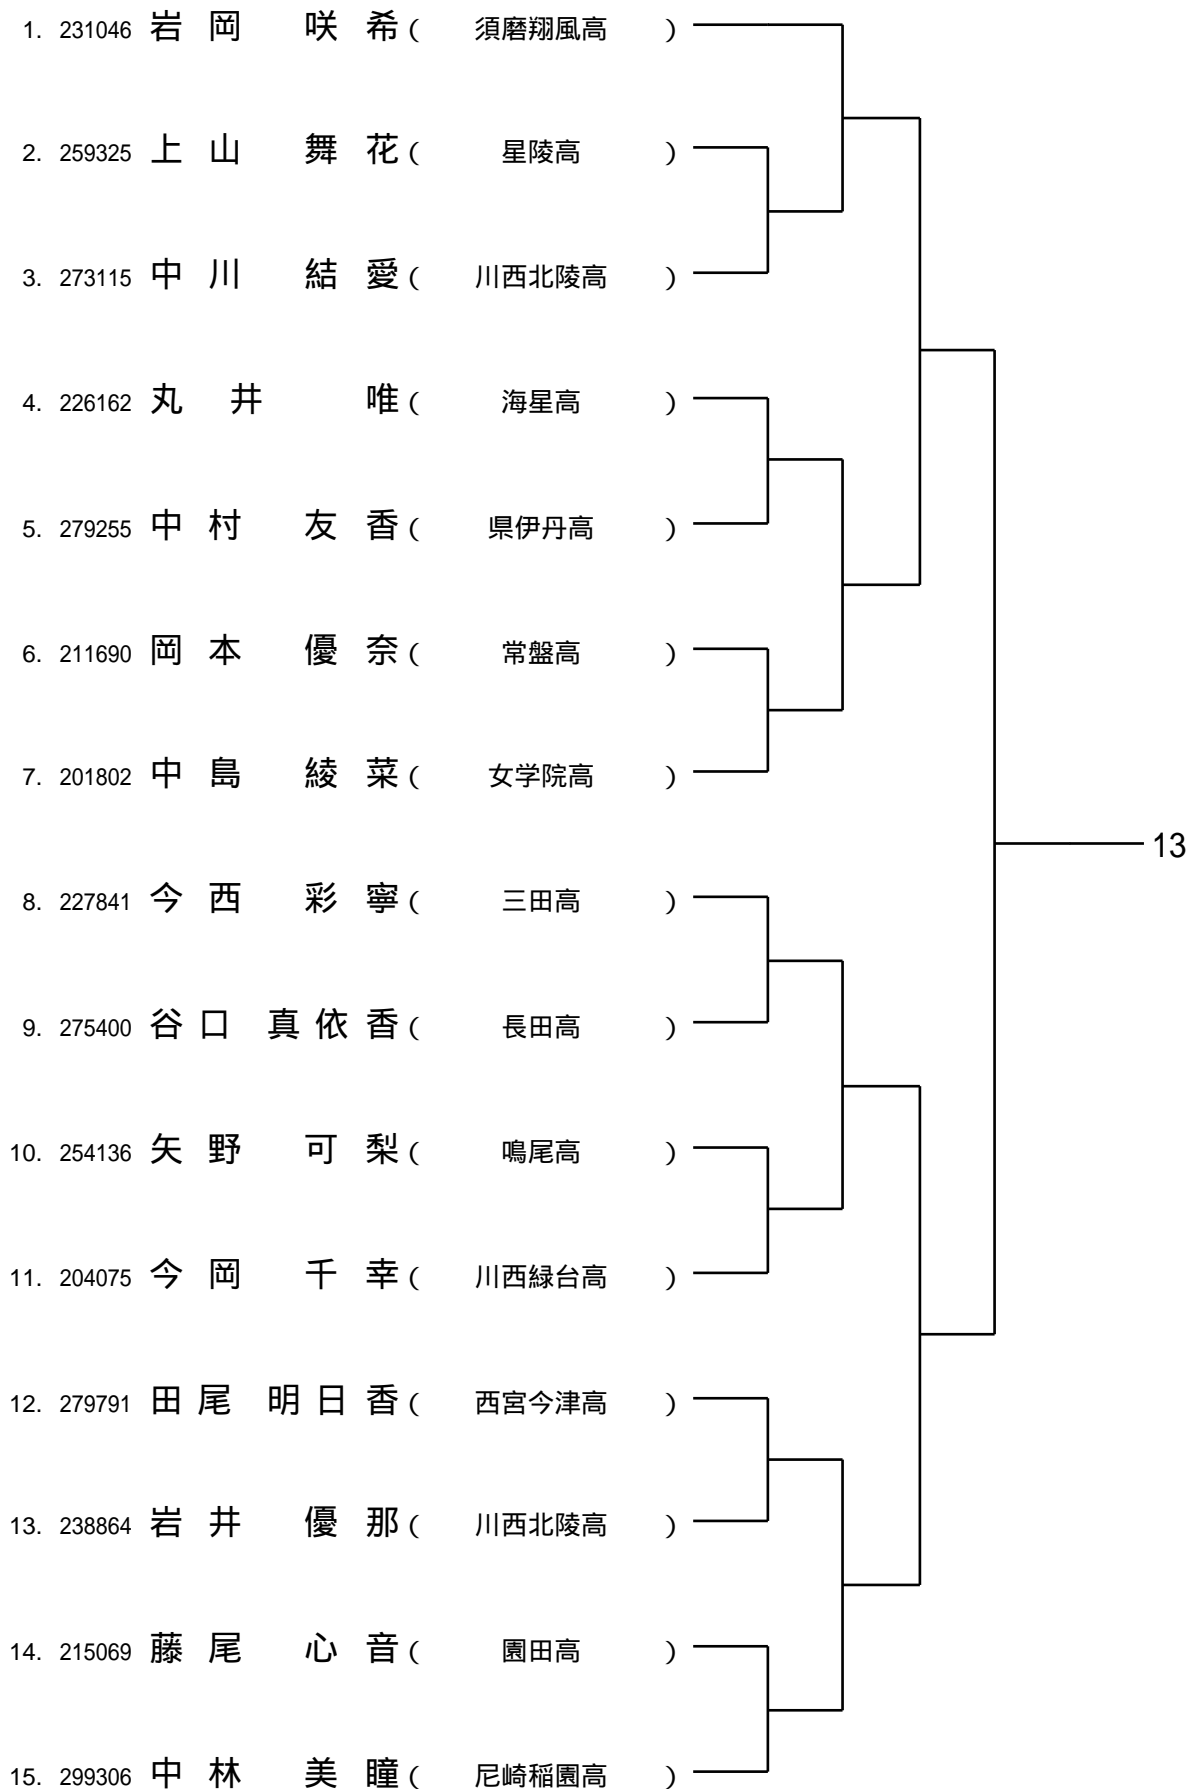 1. 231046 岩岡 咲希 ( 須磨翔風高 )
2. 259325 上山 舞花 ( 星陵高 )
3. 273115 中川 結愛 ( 川西北陵高 )
4. 226162 丸井 唯 ( 海星高 )
5. 279255 中村 友香 ( 県伊丹高 )
6. 211690 岡本 優奈 ( 常盤高 )
7. 201802 中島 綾菜 ( 女学院高 )
13
8. 227841 今西 彩寧 ( 三田高 )
9. 275400 谷口 真依香 ( 長田高 )
10. 254136 矢野 可梨 ( 鳴尾高 )
11. 204075 今岡 千幸 ( 川西緑台高 )
12. 279791 田尾 明日香 ( 西宮今津高 )
13. 238864 岩井 優那 ( 川西北陵高 )
14. 215069 藤尾 心音 ( 園田高 )
15. 299306 中林 美瞳 ( 尼崎稲園高 )